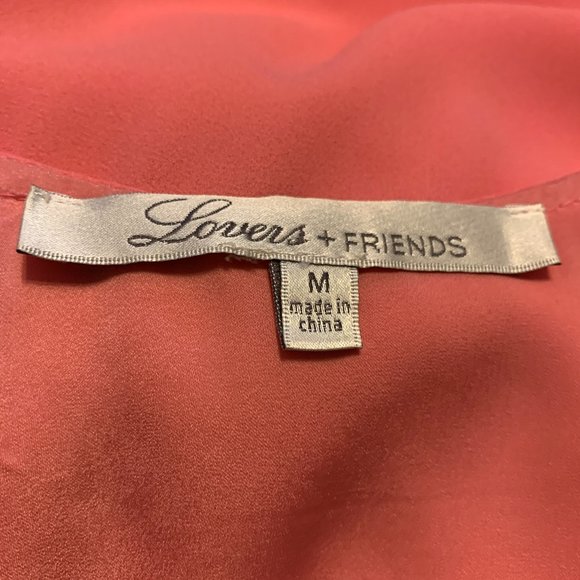 Lovers + FRIENDS
M
made in
china